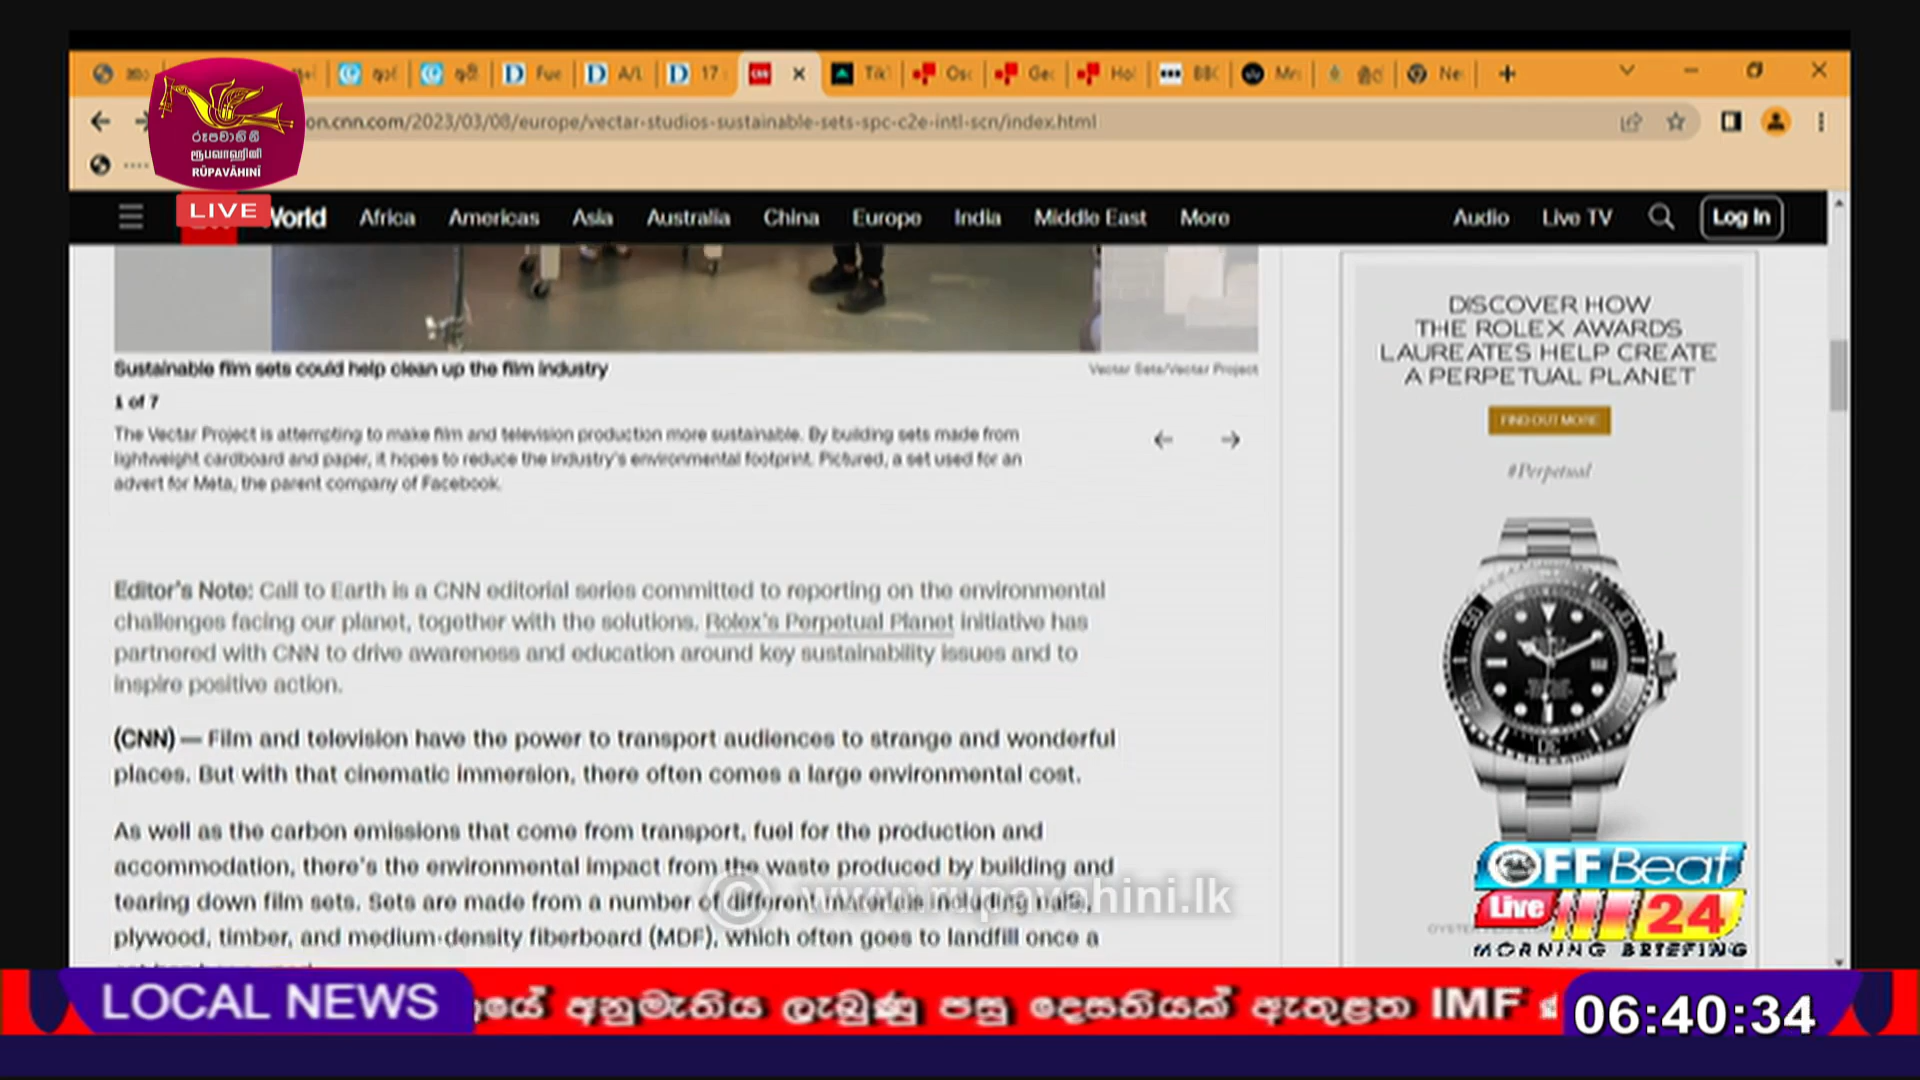 Fue
A/L
17
Tik
Osc
Geo
Hol
BBC
Mrs
Ne
on.cnn.com/2023/03/08/europe/vectar-studios-sustainable-sets-spc-c2e-intl-scn/index.html
රූපවාහිනී
ரூபவாஹினி
RŪPAVĀHINĪ
LIVE
World Africa Americas Asia Australia China Europe India Middle East More Audio Live TV Log In
Sustainable film sets could help clean up the film industry
Vectar Sets/Vectar Project
1 of 7
The Vectar Project is attempting to make film and television production more sustainable. By building sets made from
lightweight cardboard and paper, it hopes to reduce the industry's environmental footprint. Pictured, a set used for an
advert for Meta, the parent company of Facebook.
Editor's Note: Call to Earth is a CNN editorial series committed to reporting on the environmental
challenges facing our planet, together with the solutions. Rolex's Perpetual Planet initiative has
partnered with CNN to drive awareness and education around key sustainability issues and to
inspire positive action.
(CNN) — Film and television have the power to transport audiences to strange and wonderful
places. But with that cinematic immersion, there often comes a large environmental cost.
As well as the carbon emissions that come from transport, fuel for the production and
accommodation, there's the environmental impact from the waste produced by building and
tearing down film sets. Sets are made from a number of different materials including nails,
plywood, timber, and medium-density fiberboard (MDF), which often goes to landfill once a
© www.rupavahini.lk
DISCOVER HOW
THE ROLEX AWARDS
LAUREATES HELP CREATE
A PERPETUAL PLANET
FIND OUT MORE
#Perpetual
OFF Beat
Live 24
MORNING BRIEFING
LOCAL NEWS
අනුමැතිය ලැබුණු පසු දෙසතියක් ඇතුළත IMF
06:40:34